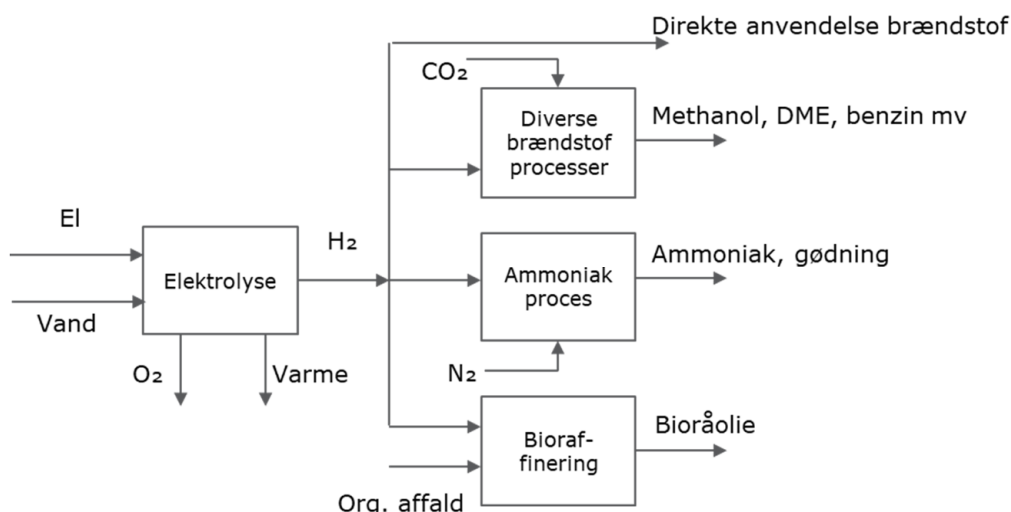 Direkte anvendelse brændstof
CO₂
Diverse
brændstof
processer
Methanol, DME, benzin mv
El
H₂
Elektrolyse
Ammoniak
proces
Ammoniak, gødning
Vand
O₂
Varme
N₂
Bioraf-
finering
Bioråolie
Org. affald